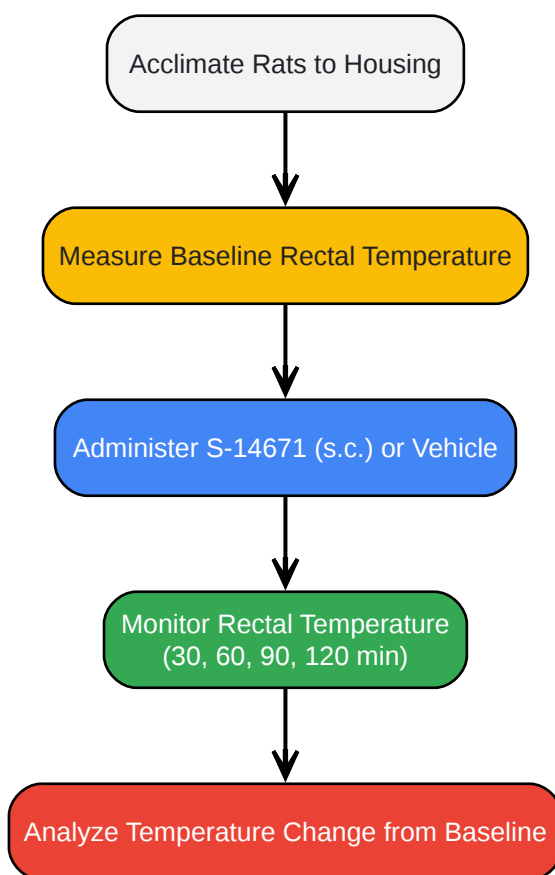 Acclimate Rats to Housing
Measure Baseline Rectal Temperature
Administer S-14671 (s.c.) or Vehicle
Monitor Rectal Temperature
(30, 60, 90, 120 min)
Analyze Temperature Change from Baseline